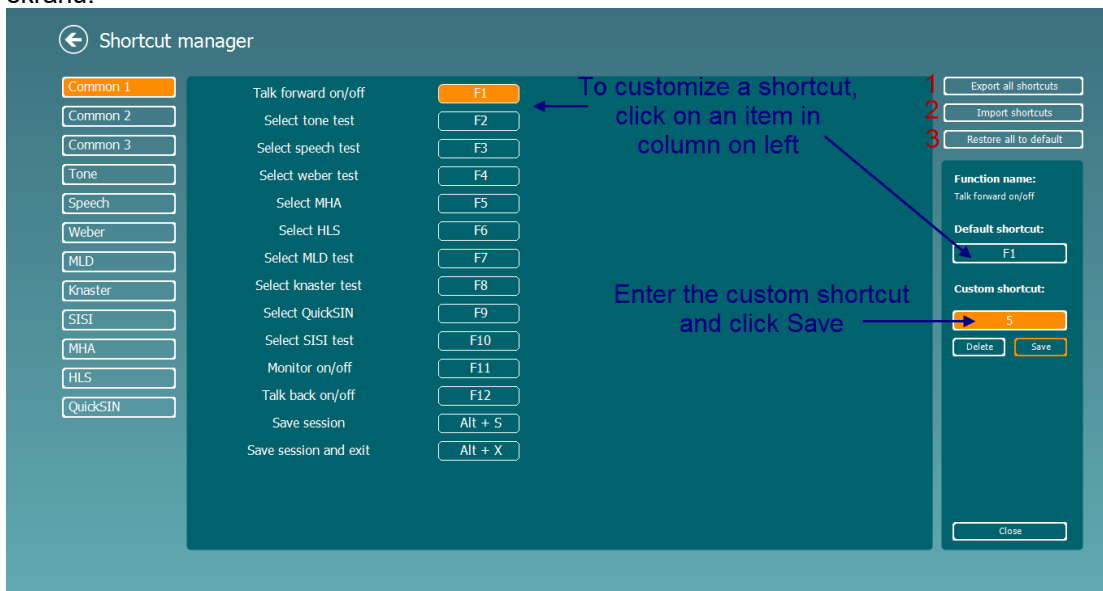 Shortcut manager
Common 1
Common 2
Common 3
Tone
Speech
Weber
MLD
Knaster
SISI
MHA
HLS
QuickSIN
Talk forward on/off F1
Select tone test F2
Select speech test F3
Select weber test F4
Select MHA F5
Select HLS F6
Select MLD test F7
Select knaster test F8
Select QuickSIN F9
Select SISI test F10
Monitor on/off F11
Talk back on/off F12
Save session Alt + S
Save session and exit Alt + X
To customize a shortcut,
click on an item in
column on left
Enter the custom shortcut
and click Save
1 Export all shortcuts
2 Import shortcuts
3 Restore all to default
Function name:
Talk forward on/off
Default shortcut:
F1
Custom shortcut:
5
Delete Save
Close